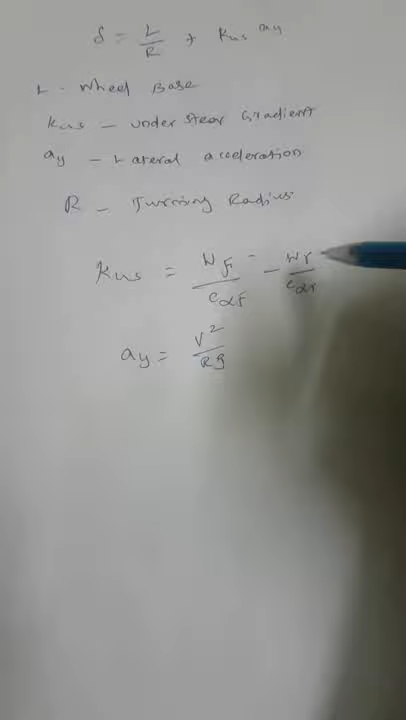 δ = L/R + Kus ay
L - Wheel Base
Kus - under steer Gradient
ay - Lateral acceleration
R - Turning Radius
Kus = Wf/Cαf - Wr/Cαr
ay = V²/Rg